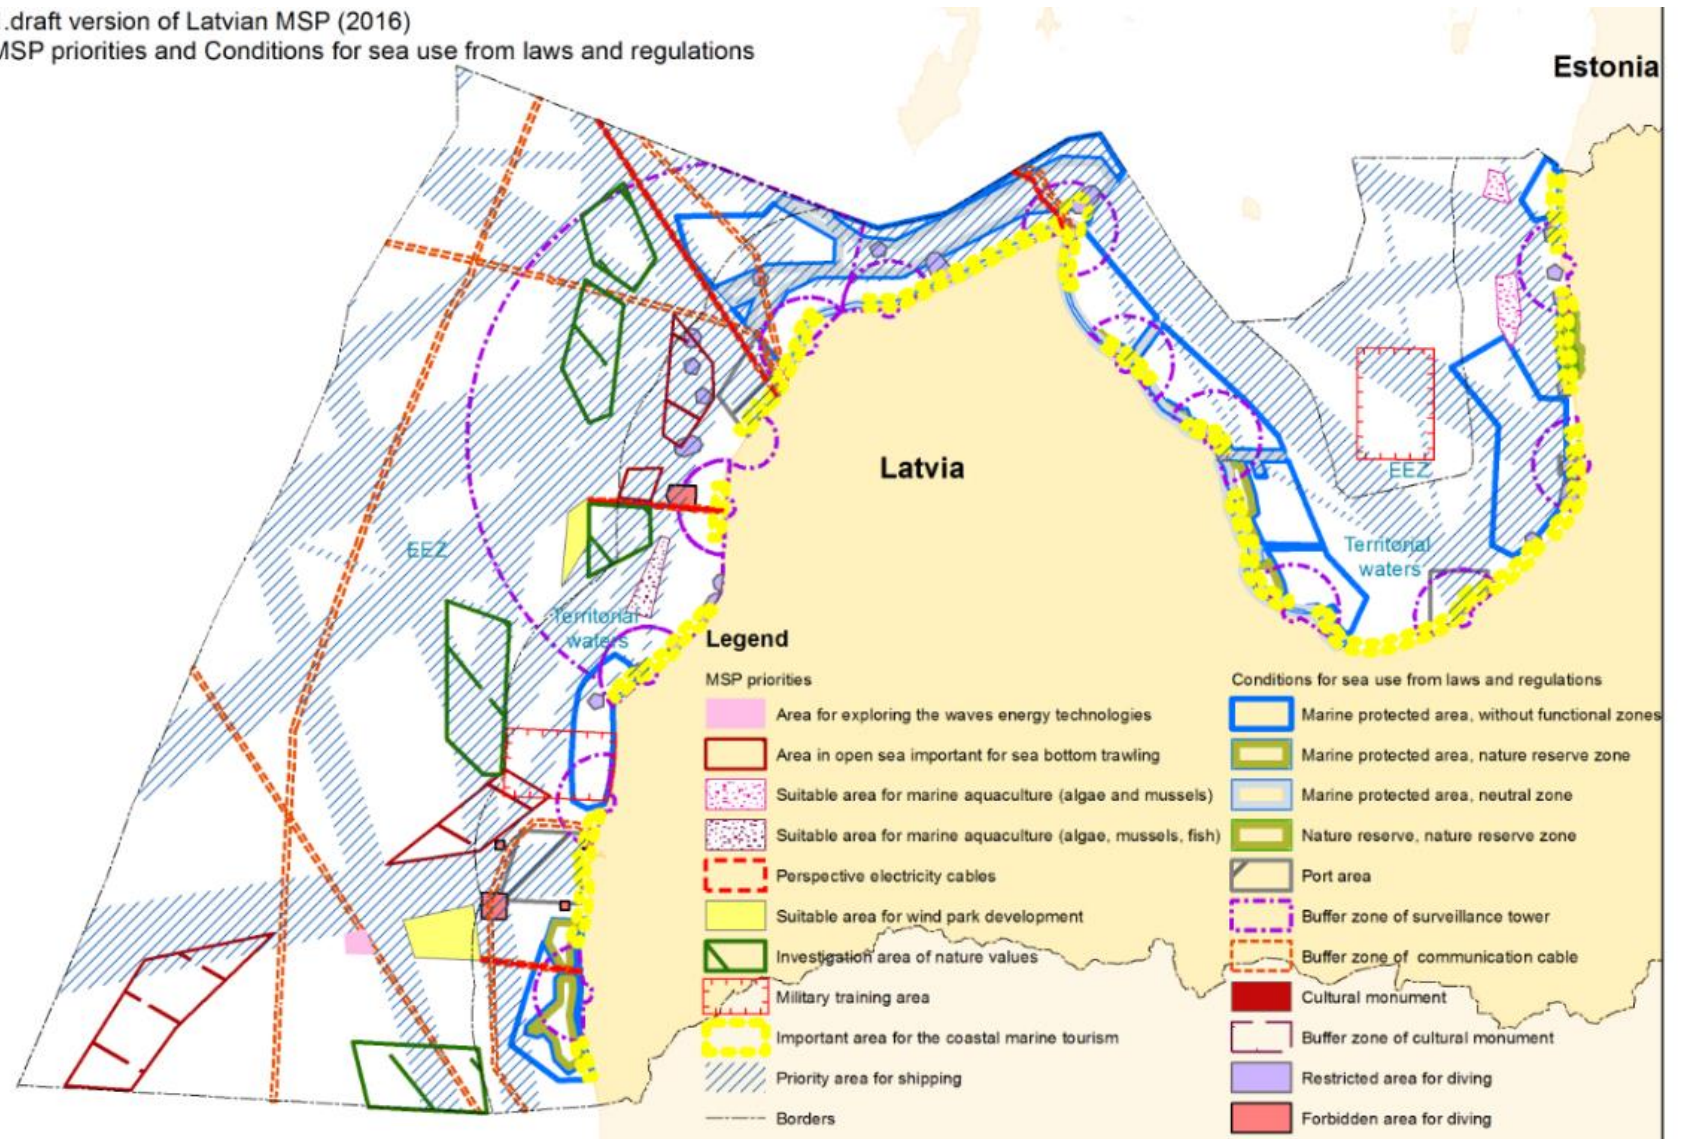 .draft version of Latvian MSP (2016)
MSP priorities and Conditions for sea use from laws and regulations
Estonia
Latvia
EEZ
EEZ
Territorial
waters
Territorial
waters
Legend
MSP priorities
Area for exploring the waves energy technologies
Area in open sea important for sea bottom trawling
Suitable area for marine aquaculture (algae and mussels)
Suitable area for marine aquaculture (algae, mussels, fish)
Perspective electricity cables
Suitable area for wind park development
Investigation area of nature values
Military training area
Important area for the coastal marine tourism
Priority area for shipping
Borders
Conditions for sea use from laws and regulations
Marine protected area, without functional zones
Marine protected area, nature reserve zone
Marine protected area, neutral zone
Nature reserve, nature reserve zone
Port area
Buffer zone of surveillance tower
Buffer zone of communication cable
Cultural monument
Buffer zone of cultural monument
Restricted area for diving
Forbidden area for diving